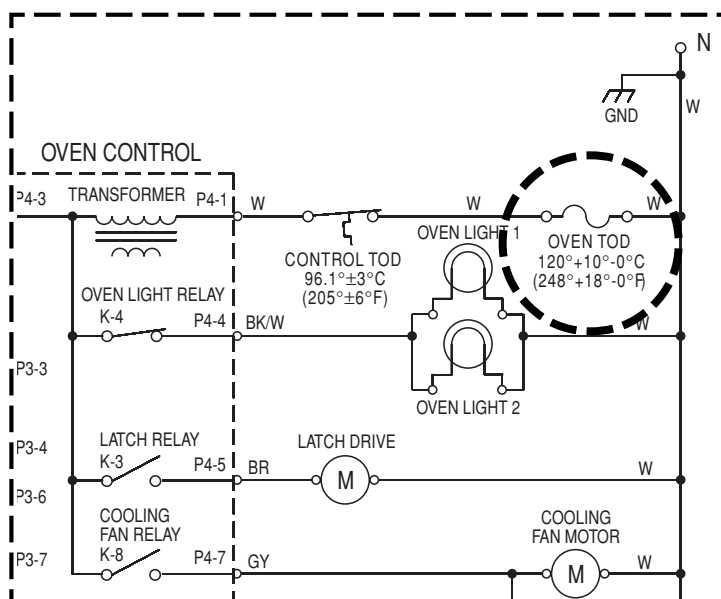 N
GND
W
OVEN CONTROL
P4-3
TRANSFORMER
P4-1
W
W
W
OVEN LIGHT 1
CONTROL TOD
96.1°±3°C
(205°±6°F)
OVEN TOD
120°+10°-0°C
(248°+18°-0°F)
OVEN LIGHT RELAY
K-4
P4-4
BK/W
W
P3-3
OVEN LIGHT 2
P3-4
LATCH RELAY
K-3
P4-5
BR
LATCH DRIVE
M
W
P3-6
COOLING
FAN RELAY
K-8
P3-7
P4-7
GY
COOLING
FAN MOTOR
M
W